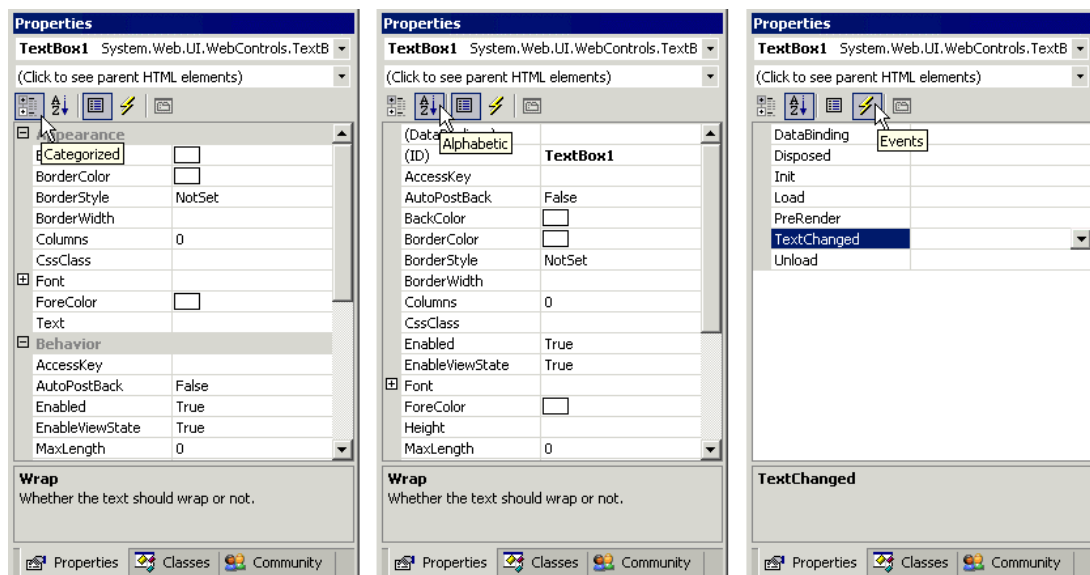 Properties
TextBox1 System.Web.UI.WebControls.TextB
(Click to see parent HTML elements)
Appearance
Categorized
BorderColor
BorderStyle NotSet
BorderWidth
Columns 0
CssClass
Font
ForeColor
Text
Behavior
AccessKey
AutoPostBack False
Enabled True
EnableViewState True
MaxLength 0
Wrap
Whether the text should wrap or not.
Properties Classes Community
Properties
TextBox1 System.Web.UI.WebControls.TextB
(Click to see parent HTML elements)
Alphabetic
(ID) TextBox1
AccessKey
AutoPostBack False
BackColor
BorderColor
BorderStyle NotSet
BorderWidth
Columns 0
CssClass
Enabled True
EnableViewState True
Font
ForeColor
Height
MaxLength 0
Wrap
Whether the text should wrap or not.
Properties Classes Community
Properties
TextBox1 System.Web.UI.WebControls.TextB
(Click to see parent HTML elements)
DataBinding
Events
Disposed
Init
Load
PreRender
TextChanged
Unload
TextChanged
Properties Classes Community